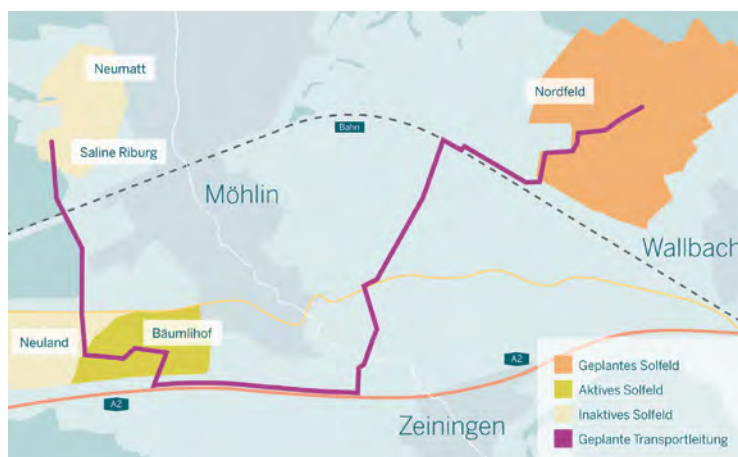 Neumatt
Nordfeld
Bahn
Saline Riburg
Möhlin
Wallbach
Neuland
Bäumlihof
A2
A2
Zeiningen
Geplantes Solfeld
Aktives Solfeld
Inaktives Solfeld
Geplante Transportleitung